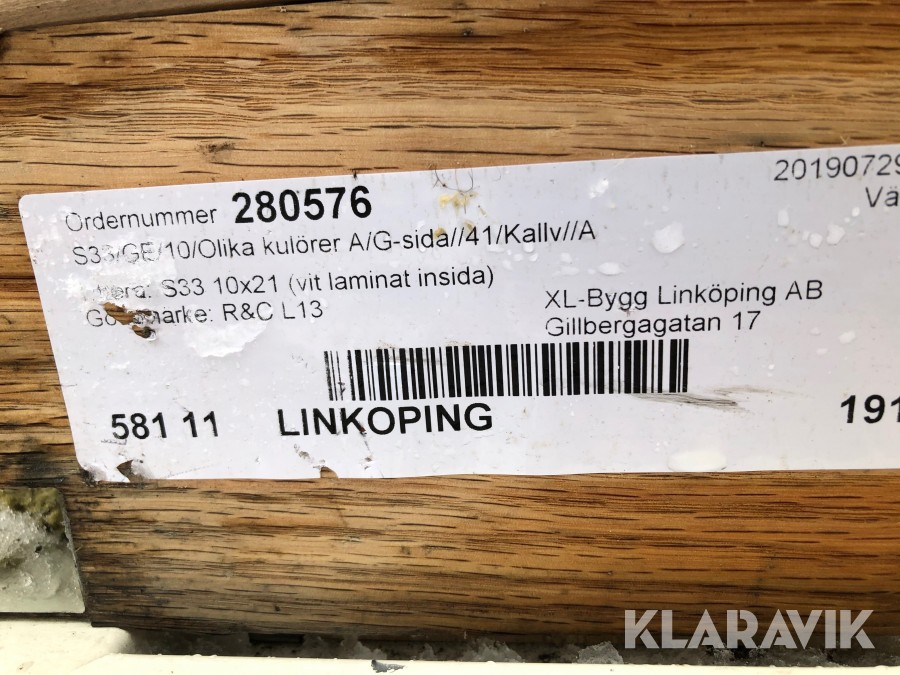 20190729
Vä
Ordernummer 280576
S33/GE/10/Olika kulörer A/G-sida//41/Kallv//A
S33 10x21 (vit laminat insida)
R&C L13
XL-Bygg Linköping AB
Gillbergagatan 17
581 11 LINKÖPING
191
KLARAVIK